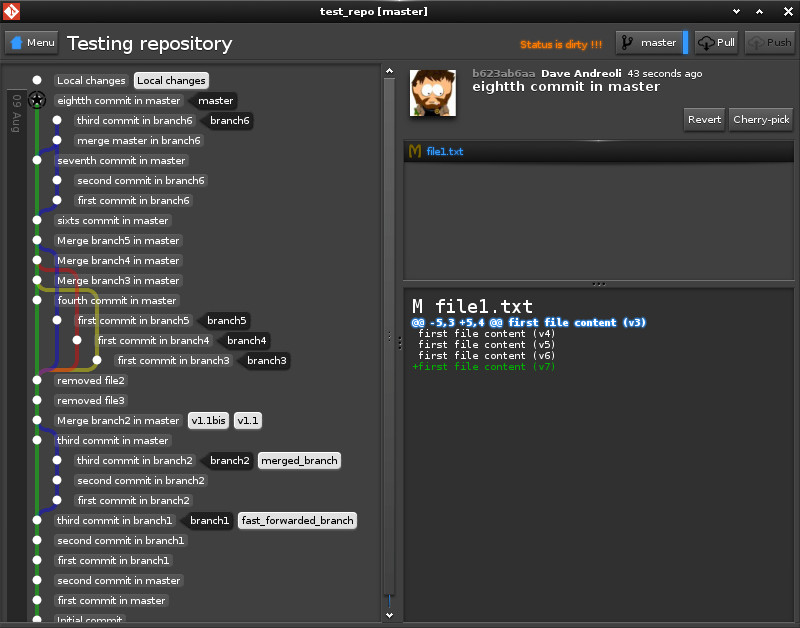 test_repo [master]
Menu
Testing repository
Status is dirty !!!
master
Pull
Push
09 Aug
Local changes Local changes
eightth commit in master master
third commit in branch6 branch6
merge master in branch6
seventh commit in master
second commit in branch6
first commit in branch6
sixts commit in master
Merge branch5 in master
Merge branch4 in master
Merge branch3 in master
fourth commit in master
first commit in branch5 branch5
first commit in branch4 branch4
first commit in branch3 branch3
removed file2
removed file3
Merge branch2 in master v1.1bis v1.1
third commit in master
third commit in branch2 branch2 merged_branch
second commit in branch2
first commit in branch2
third commit in branch1 branch1 fast_forwarded_branch
second commit in branch1
first commit in branch1
second commit in master
first commit in master
Initial commit
b623ab6aa Dave Andreoli 43 seconds ago
eightth commit in master
Revert
Cherry-pick
M file1.txt
M file1.txt
@@ -5,3 +5,4 @@ first file content (v3)
first file content (v4)
first file content (v5)
first file content (v6)
+first file content (v7)